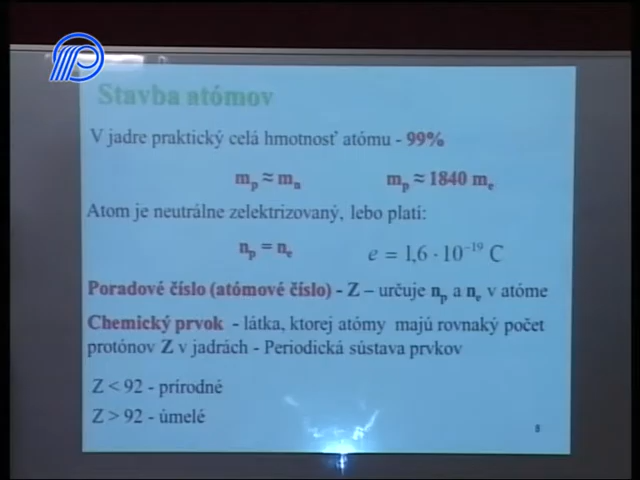 Stavba atómov
V jadre praktický celá hmotnosť atómu - 99%
mₚ ≈ mₙ mₚ ≈ 1840 mₑ
Atom je neutrálne zelektrizovaný, lebo platí:
nₚ = nₑ e = 1,6 · 10⁻¹⁹ C
Poradové číslo (atómové číslo) - Z – určuje nₚ a nₑ v atóme
Chemický prvok - látka, ktorej atómy majú rovnaký počet
protónov Z v jadrách - Periodická sústava prvkov
Z < 92 - prírodné
Z > 92 - úmelé